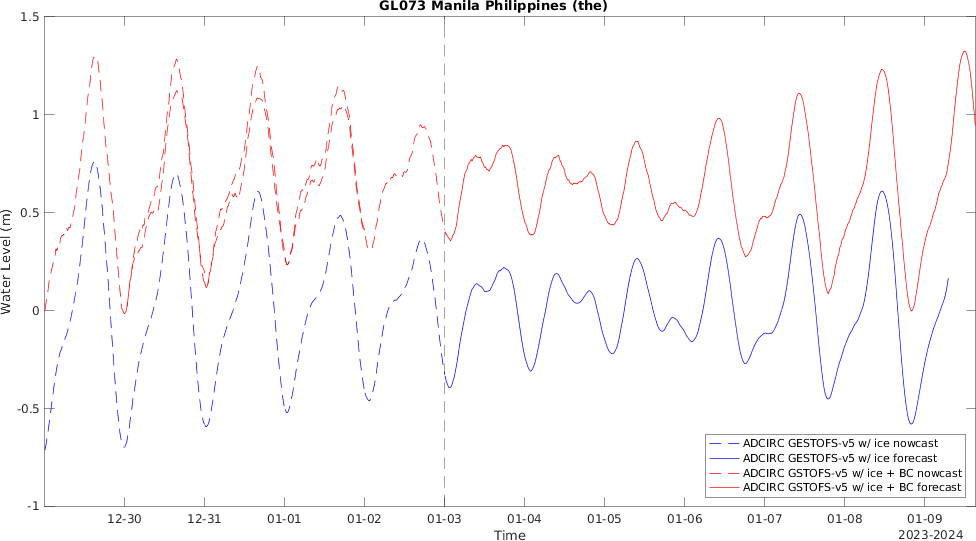 GL073 Manila Philippines (the)
1.5
1
0.5
0
-0.5
-1
Water Level (m)
12-30 12-31 01-01 01-02 01-03 01-04 01-05 01-06 01-07 01-08 01-09
Time
2023-2024
ADCIRC GESTOFS-v5 w/ ice nowcast
ADCIRC GESTOFS-v5 w/ ice forecast
ADCIRC GSTOFS-v5 w/ ice + BC nowcast
ADCIRC GSTOFS-v5 w/ ice + BC forecast